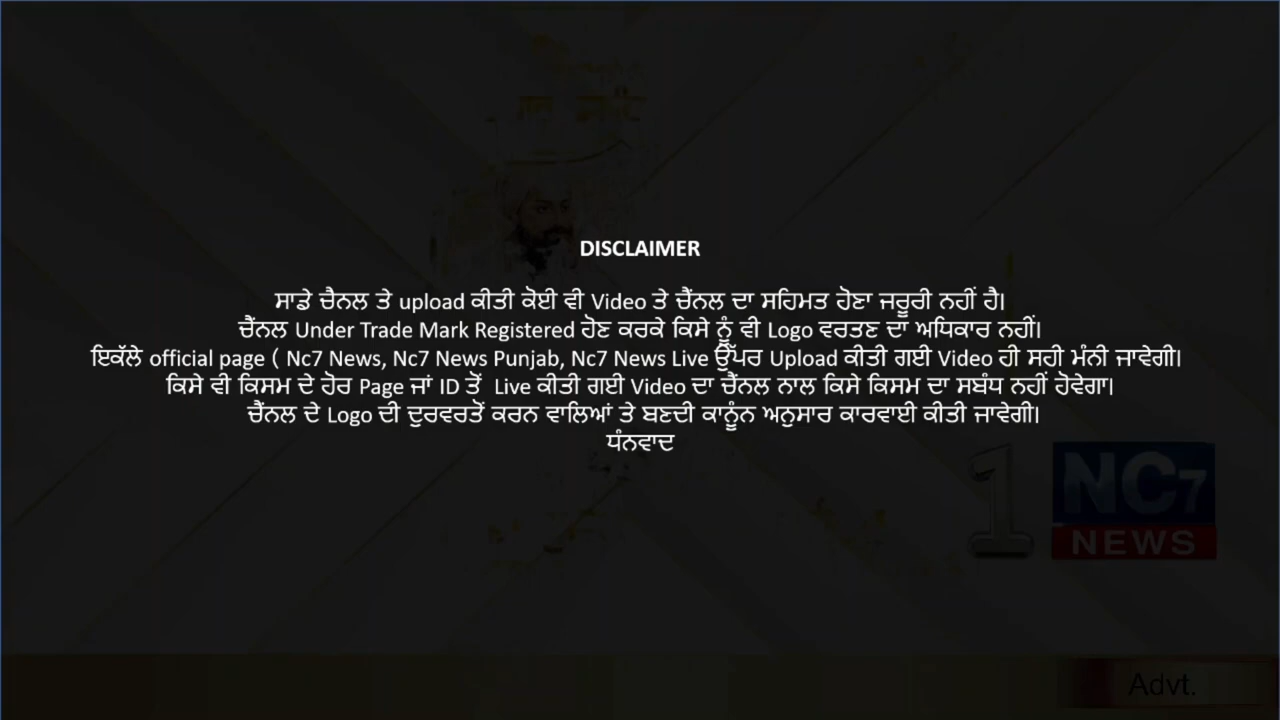 DISCLAIMER
ਸਾਡੇ ਚੈਨਲ ਤੇ upload ਕੀਤੀ ਕੋਈ ਵੀ Video ਤੇ ਚੈਂਨਲ ਦਾ ਸਹਿਮਤ ਹੋਣਾ ਜਰੂਰੀ ਨਹੀਂ ਹੈ।
ਚੈਂਨਲ Under Trade Mark Registered ਹੋਣ ਕਰਕੇ ਕਿਸੇ ਨੂੰ ਵੀ Logo ਵਰਤਣ ਦਾ ਅਧਿਕਾਰ ਨਹੀਂ।
ਇਕੱਲੇ official page ( Nc7 News, Nc7 News Punjab, Nc7 News Live ਉੱਪਰ Upload ਕੀਤੀ ਗਈ Video ਹੀ ਸਹੀ ਮੰਨੀ ਜਾਵੇਗੀ।
ਕਿਸੇ ਵੀ ਕਿਸਮ ਦੇ ਹੋਰ Page ਜਾਂ ID ਤੋਂ Live ਕੀਤੀ ਗਈ Video ਦਾ ਚੈਂਨਲ ਨਾਲ ਕਿਸੇ ਕਿਸਮ ਦਾ ਸਬੰਧ ਨਹੀਂ ਹੋਵੇਗਾ।
ਚੈਂਨਲ ਦੇ Logo ਦੀ ਦੁਰਵਰਤੋਂ ਕਰਨ ਵਾਲਿਆਂ ਤੇ ਬਣਦੀ ਕਾਨੂੰਨ ਅਨੁਸਾਰ ਕਾਰਵਾਈ ਕੀਤੀ ਜਾਵੇਗੀ।
ਧੰਨਵਾਦ
1 NC7
NEWS
Advt.